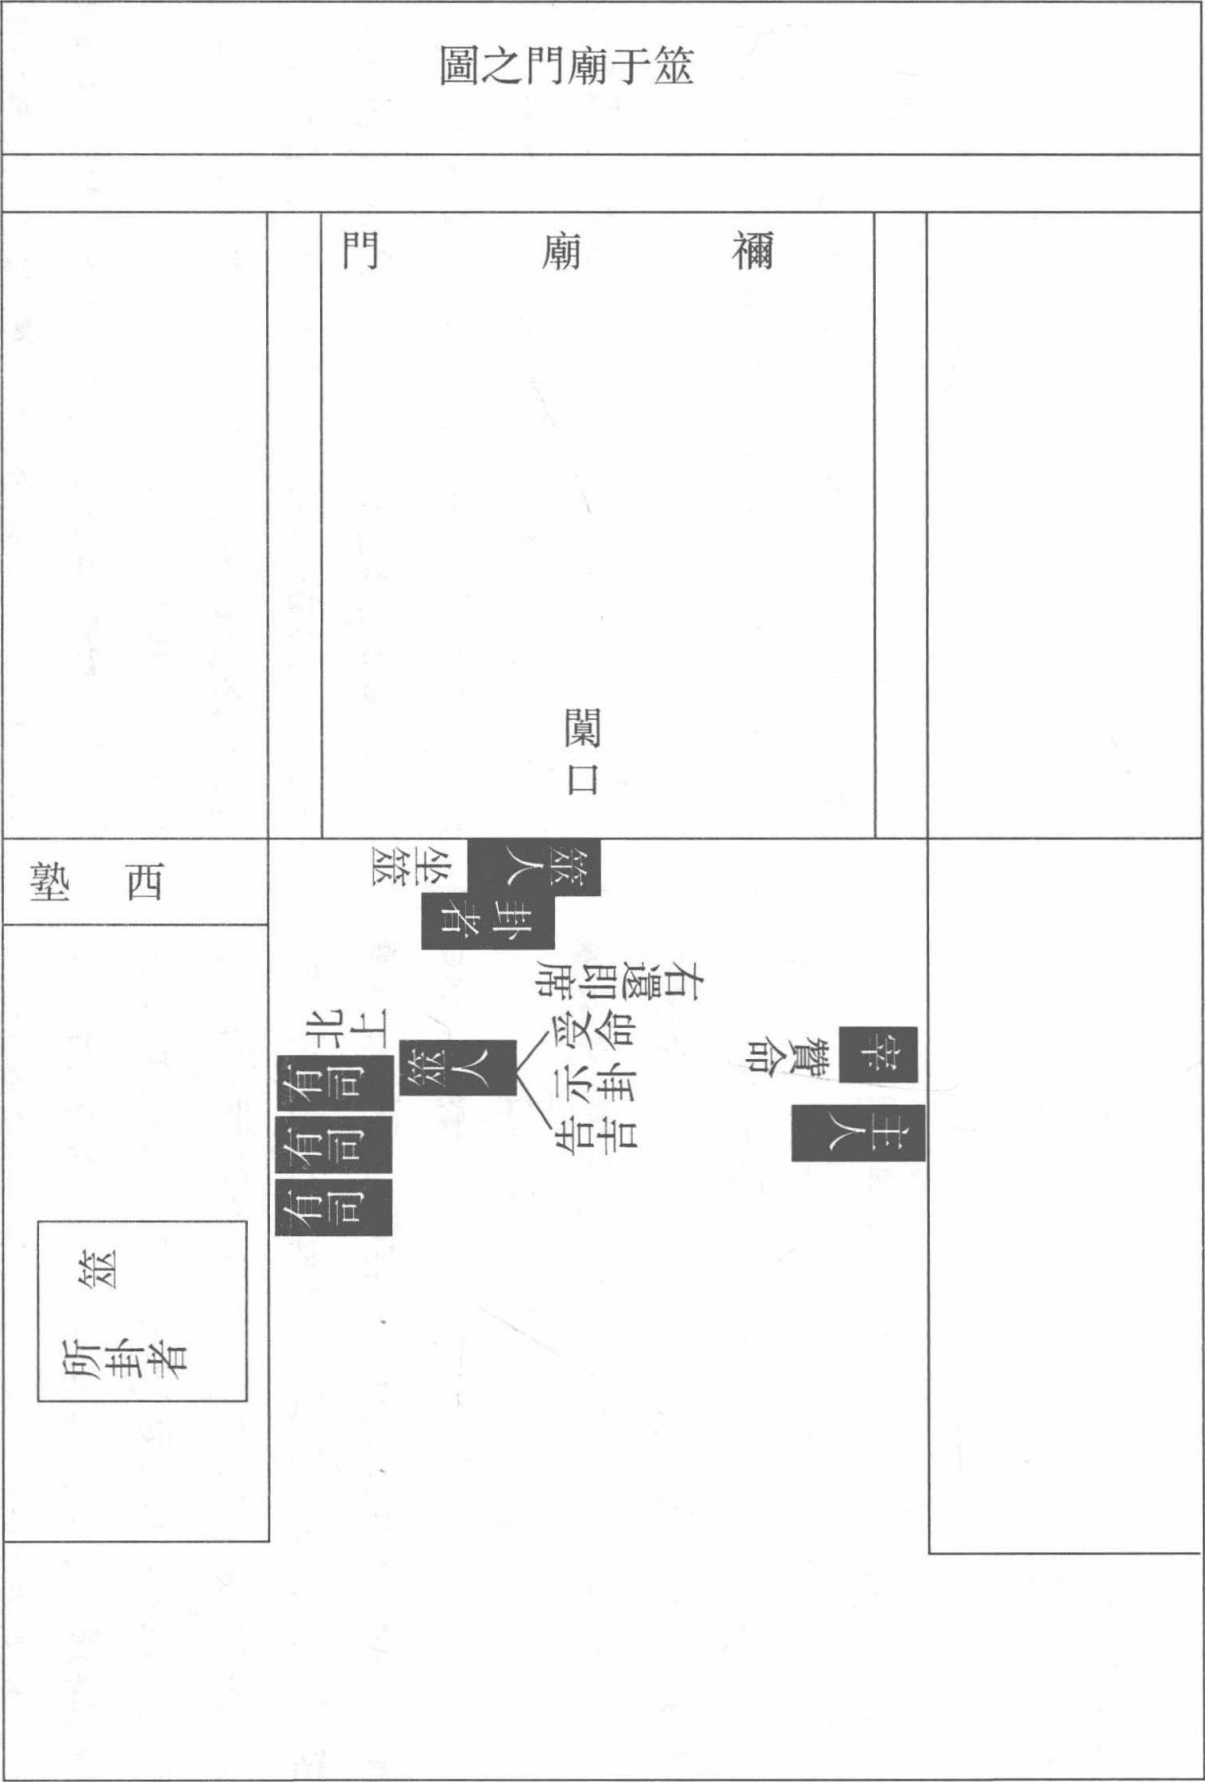 筮于廟門之圖
禰廟門
闑
口
西塾
筮人
坐筮
卦者
右還即席
宰
贊命
主人
筮人
受命
示卦
告吉
北上
有司
有司
有司
筮
所卦者